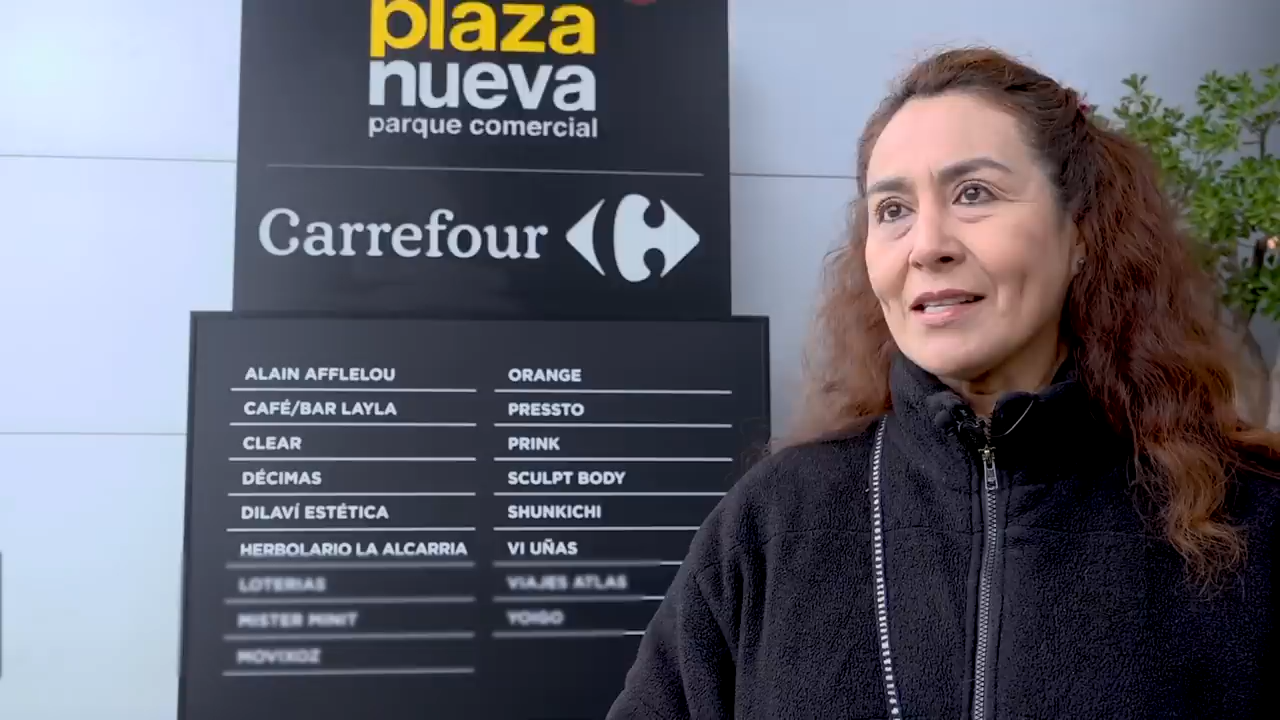 plaza
nueva
parque comercial
Carrefour
ALAIN AFFLELOU
CAFÉ/BAR LAYLA
CLEAR
DÉCIMAS
DILAVÍ ESTÉTICA
HERBOLARIO LA ALCARRIA
LOTERIAS
MISTER MINIT
ORANGE
PRESSTO
PRINK
SCULPT BODY
SHUNKICHI
VI UÑAS
VIAJES ATLAS
YOIGO